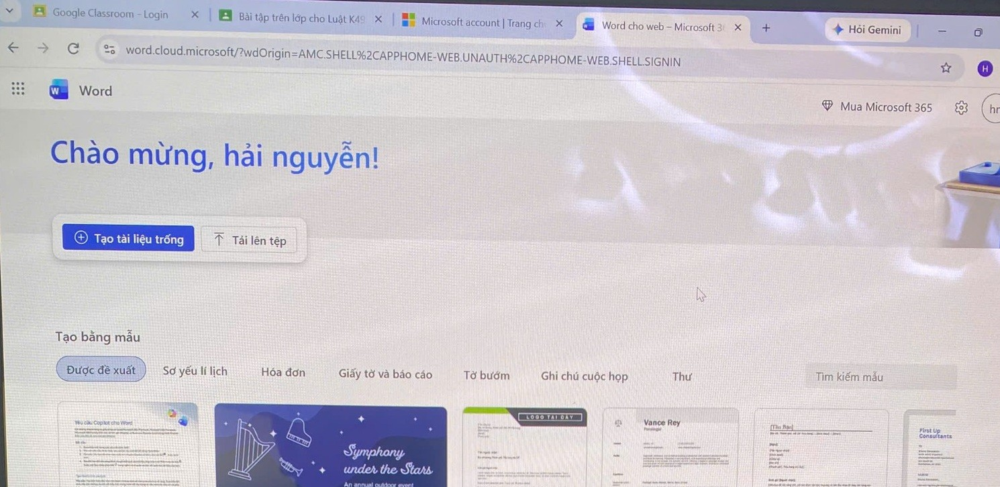 Google Classroom - Login
Bài tập trên lớp cho Luật K49
Microsoft account | Trang ch
Word cho web – Microsoft 3
Hỏi Gemini
word.cloud.microsoft/?wdOrigin=AMC.SHELL%2CAPPHOME-WEB.UNAUTH%2CAPPHOME-WEB.SHELL.SIGNIN
H
W
Word
Mua Microsoft 365
hr
Chào mừng, hải nguyễn!
Tạo tài liệu trống
Tải lên tệp
Tạo bằng mẫu
Được đề xuất
Sơ yếu lí lịch
Hóa đơn
Giấy tờ và báo cáo
Tờ bướm
Ghi chú cuộc họp
Thư
Tìm kiếm mẫu
Yêu cầu Copilot cho Word
Symphony
under the Stars
An annual outdoor event
LOGO TẠI ĐÂY
Vance Rey
Paralegal
[Tên Bạn]
First Up
Consultants